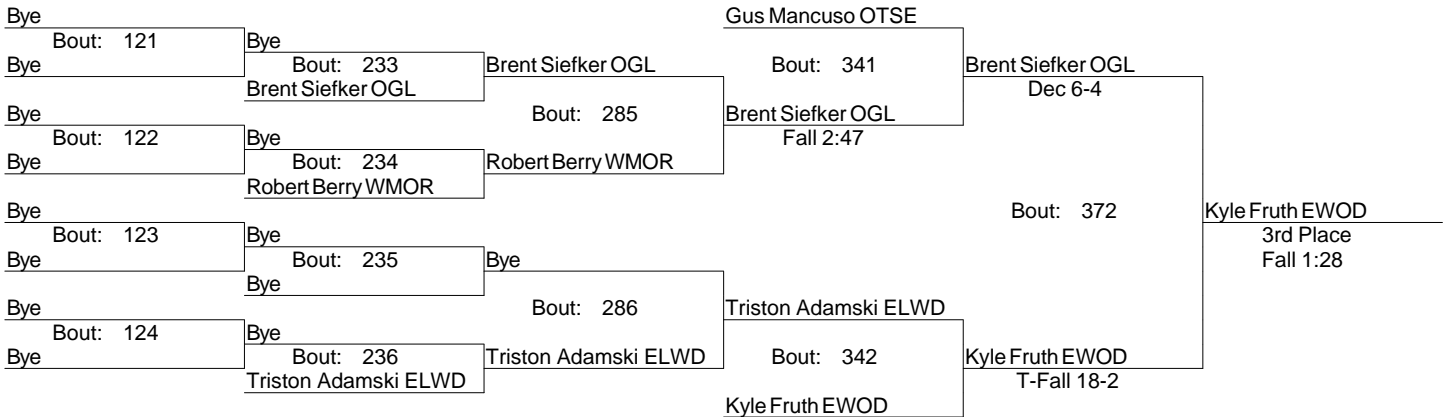 Bye
Gus Mancuso OTSE
Bout: 121
Bye
Bye
Bout: 233
Brent Siefker OGL
Bout: 341
Brent Siefker OGL
Brent Siefker OGL
Dec 6-4
Bye
Bout: 285
Brent Siefker OGL
Bout: 122
Bye
Fall 2:47
Bye
Bout: 234
Robert Berry WMOR
Robert Berry WMOR
Bye
Bout: 372
Kyle Fruth EWOD
Bout: 123
Bye
3rd Place
Bye
Bout: 235
Bye
Fall 1:28
Bye
Bye
Bout: 286
Triston Adamski ELWD
Bout: 124
Bye
Bye
Bout: 236
Triston Adamski ELWD
Bout: 342
Kyle Fruth EWOD
Triston Adamski ELWD
T-Fall 18-2
Kyle Fruth EWOD